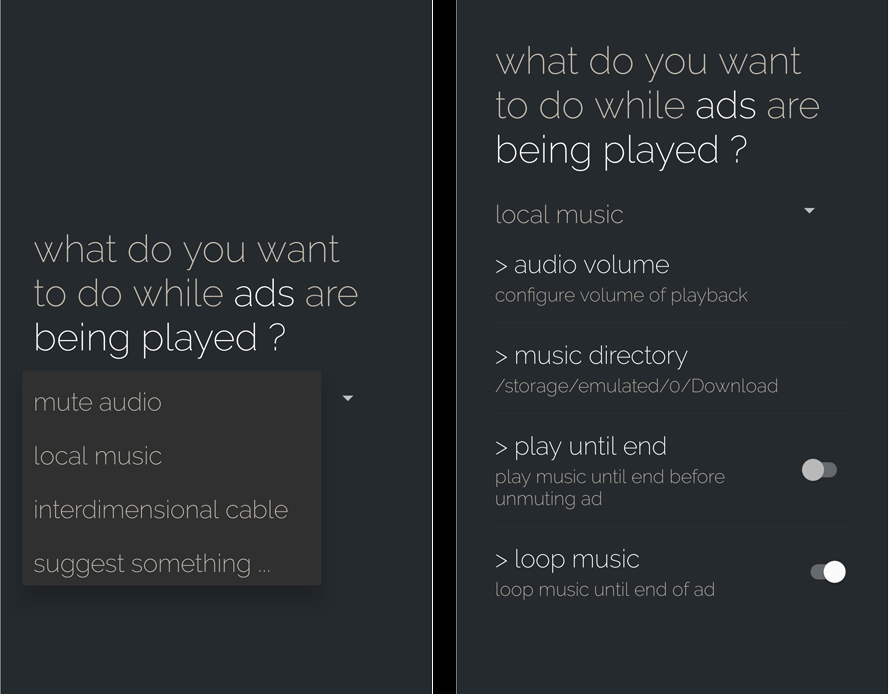 what do you want
to do while ads are
being played ?
mute audio
local music
interdimensional cable
suggest something ...
what do you want
to do while ads are
being played ?
local music
> audio volume
configure volume of playback
> music directory
/storage/emulated/0/Download
> play until end
play music until end before
unmuting ad
> loop music
loop music until end of ad